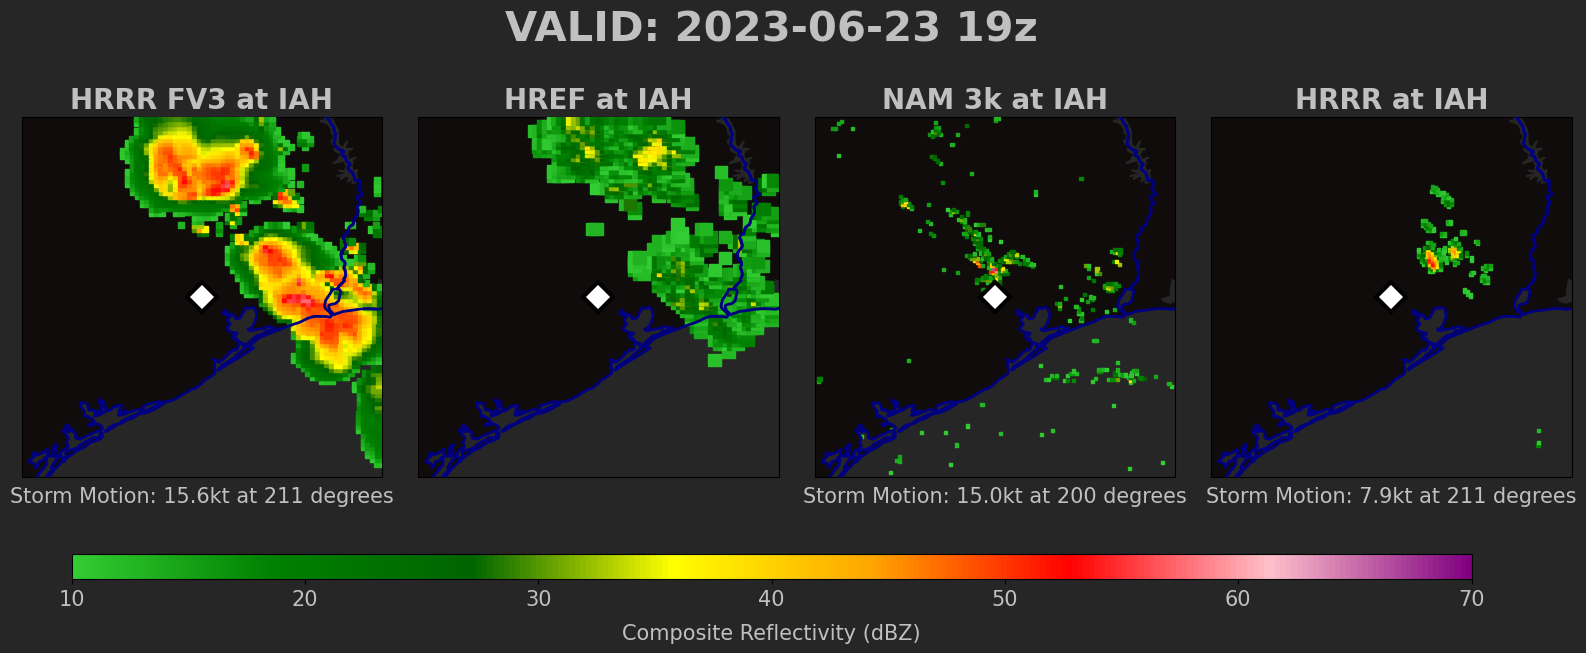 VALID: 2023-06-23 19z
HRRR FV3 at IAH
HREF at IAH
NAM 3k at IAH
HRRR at IAH
Storm Motion: 15.6kt at 211 degrees
Storm Motion: 15.0kt at 200 degrees
Storm Motion: 7.9kt at 211 degrees
10 20 30 40 50 60 70
Composite Reflectivity (dBZ)